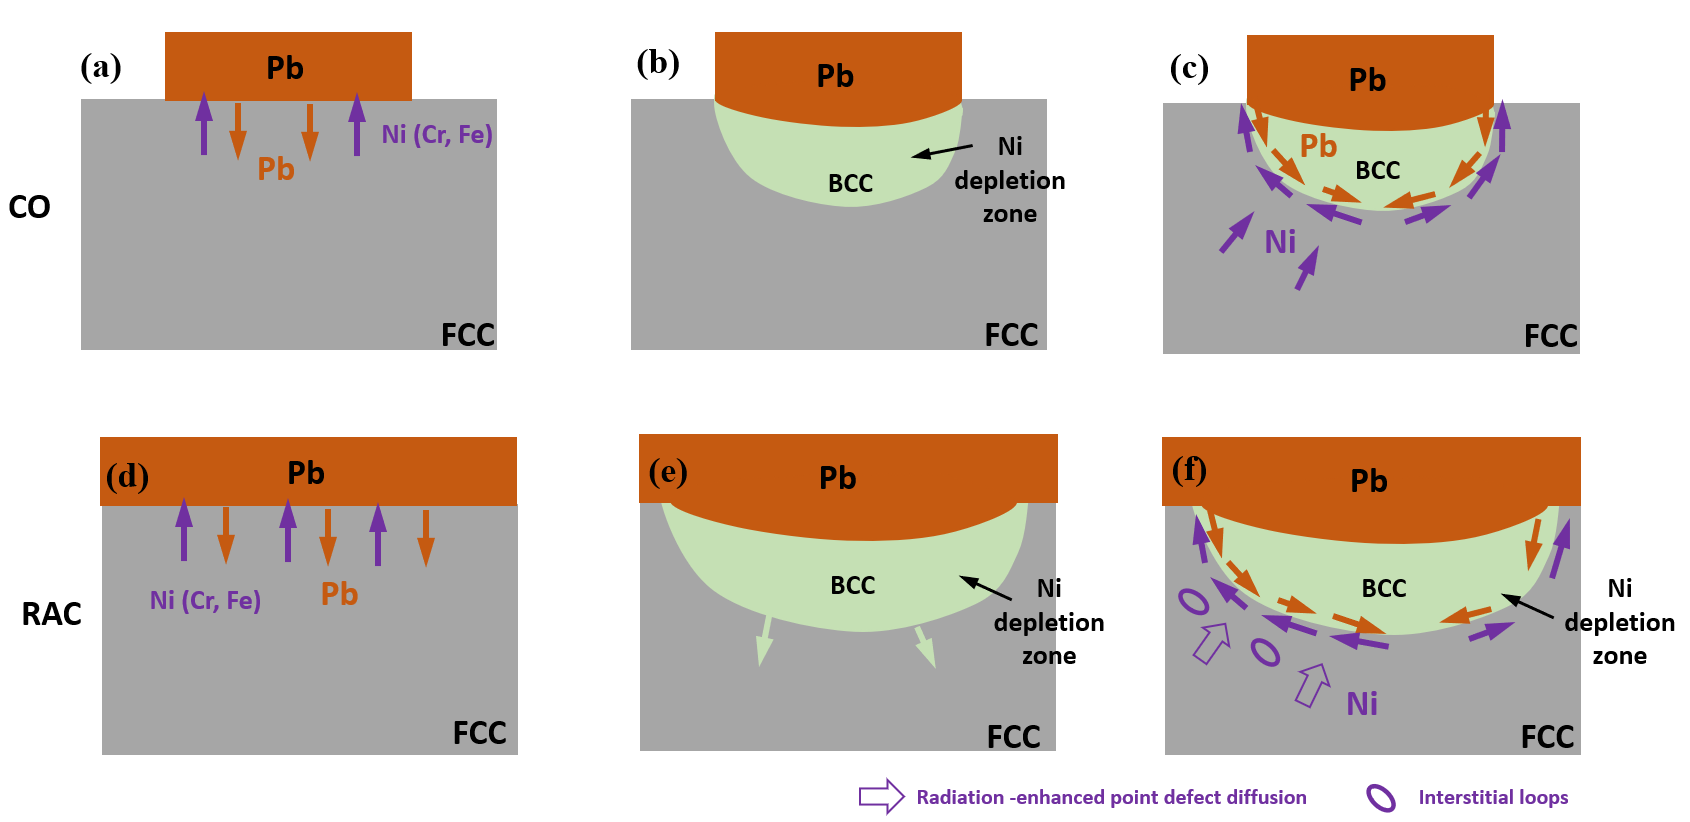 (a)
Pb
Ni (Cr, Fe)
Pb
FCC
(b)
Pb
Ni
depletion
zone
BCC
FCC
(c)
Pb
Pb
BCC
Ni
FCC
CO
(d)
Pb
Ni (Cr, Fe)
Pb
FCC
(e)
Pb
BCC
Ni
depletion
zone
FCC
(f)
Pb
BCC
Ni
depletion
zone
Ni
FCC
RAC
Radiation -enhanced point defect diffusion
Interstitial loops